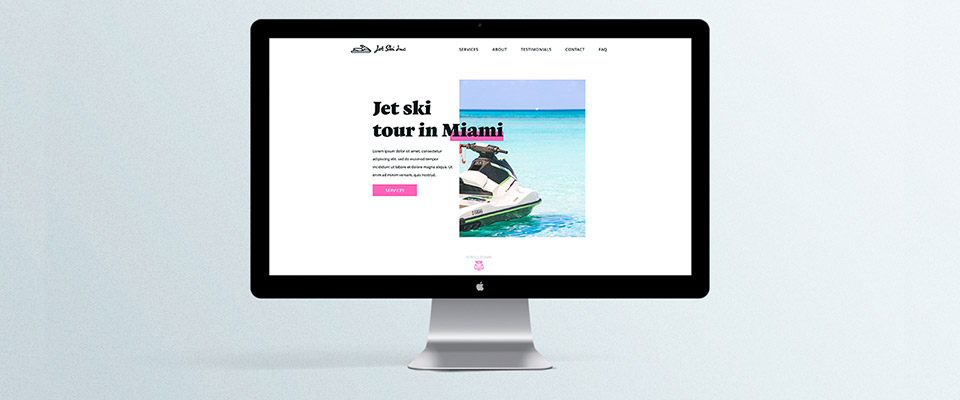 Jet Ski Inc
SERVICES ABOUT TESTIMONIALS CONTACT FAQ
Jet ski
tour in Miami
Lorem ipsum dolor sit amet, consectetur
adipiscing elit, sed do eiusmod tempor
incididunt ut labore et dolore magna aliqua. Ut
enim ad minim veniam, quis nostrud.
SERVICES
SCROLL DOWN